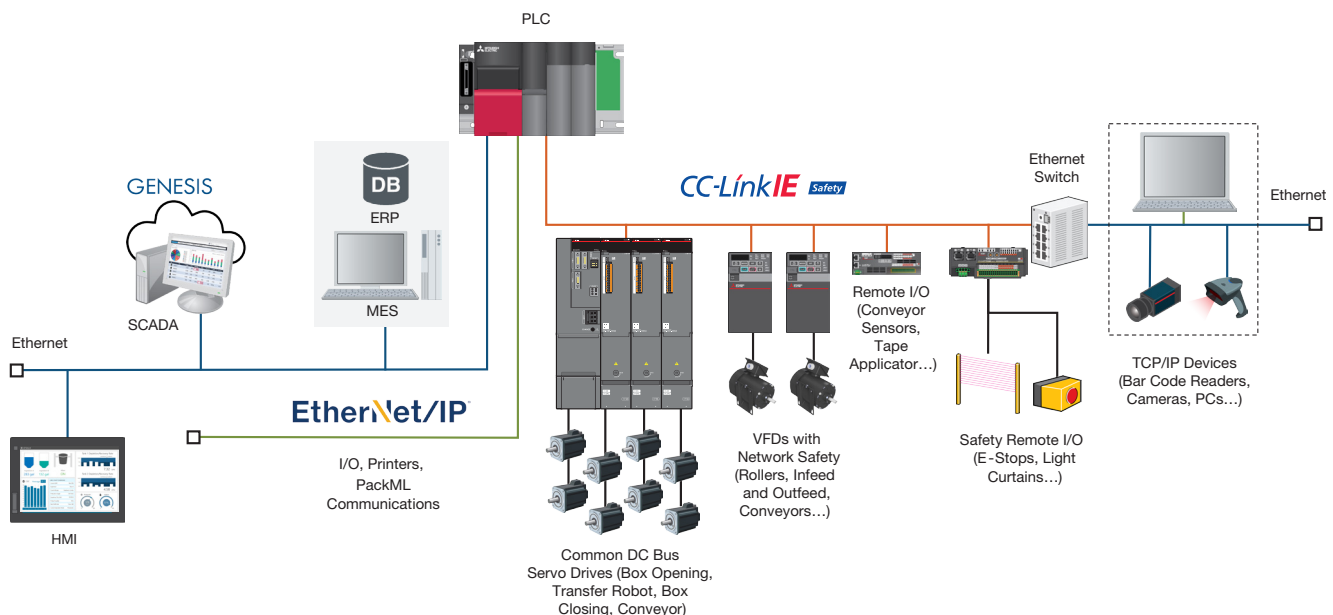 PLC
MITSUBISHI
ELECTRIC
GENESIS
SCADA
DB
ERP
MES
Ethernet
HMI
EtherNet/IP
I/O, Printers,
PackML
Communications
CC-Link IE Safety
Common DC Bus
Servo Drives (Box Opening,
Transfer Robot, Box
Closing, Conveyor)
VFDs with
Network Safety
(Rollers, Infeed
and Outfeed,
Conveyors…)
Remote I/O
(Conveyor
Sensors,
Tape
Applicator…)
Safety Remote I/O
(E-Stops, Light
Curtains…)
Ethernet
Switch
Ethernet
TCP/IP Devices
(Bar Code Readers,
Cameras, PCs…)